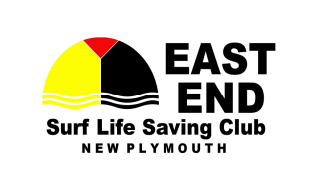 EAST
END
Surf Life Saving Club
NEW PLYMOUTH